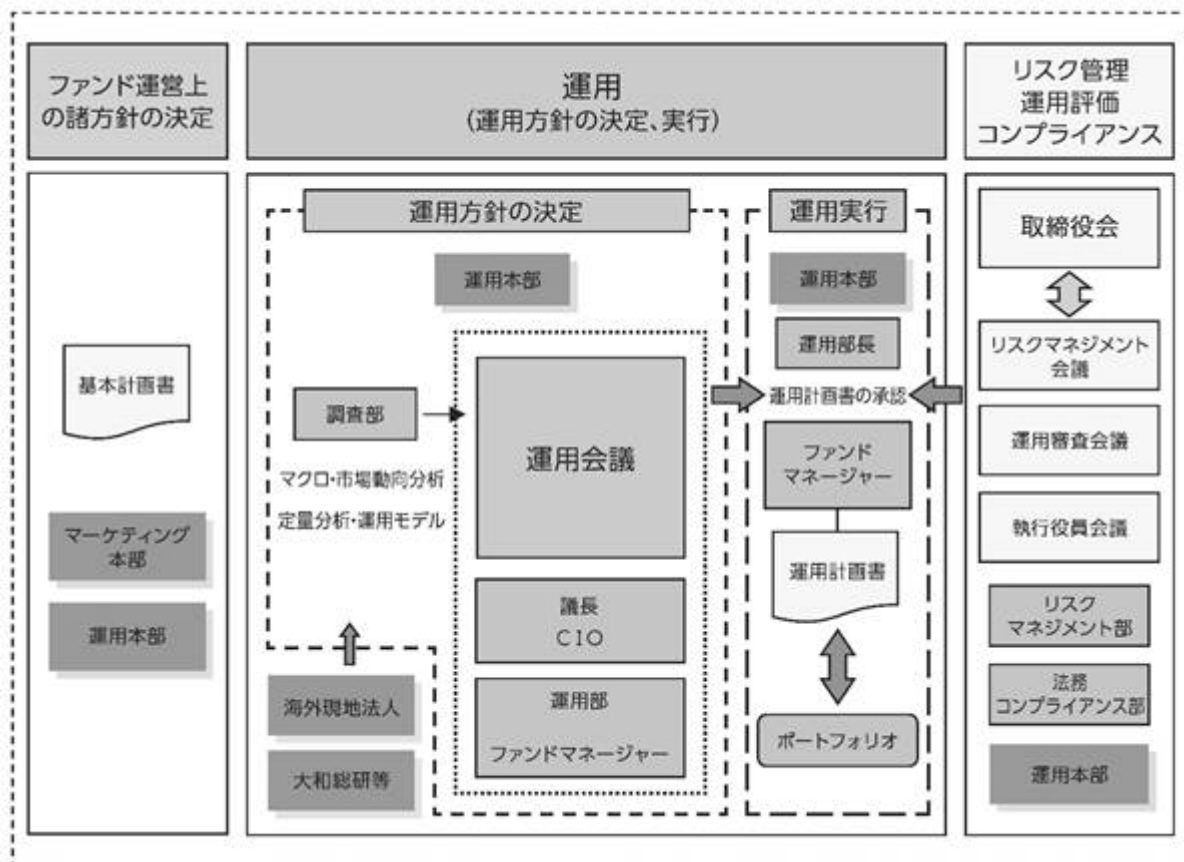 ファンド運営上
の諸方針の決定
運用
(運用方針の決定、実行)
リスク管理
運用評価
コンプライアンス
基本計画書
マーケティング
本部
運用本部
運用方針の決定
運用本部
調査部
マクロ・市場動向分析
定量分析・運用モデル
運用会議
議長
CIO
運用部
ファンドマネージャー
海外現地法人
大和総研等
運用実行
運用本部
運用部長
運用計画書の承認
ファンド
マネージャー
運用計画書
ポートフォリオ
取締役会
リスクマネジメント
会議
運用審査会議
執行役員会議
リスク
マネジメント部
法務
コンプライアンス部
運用本部